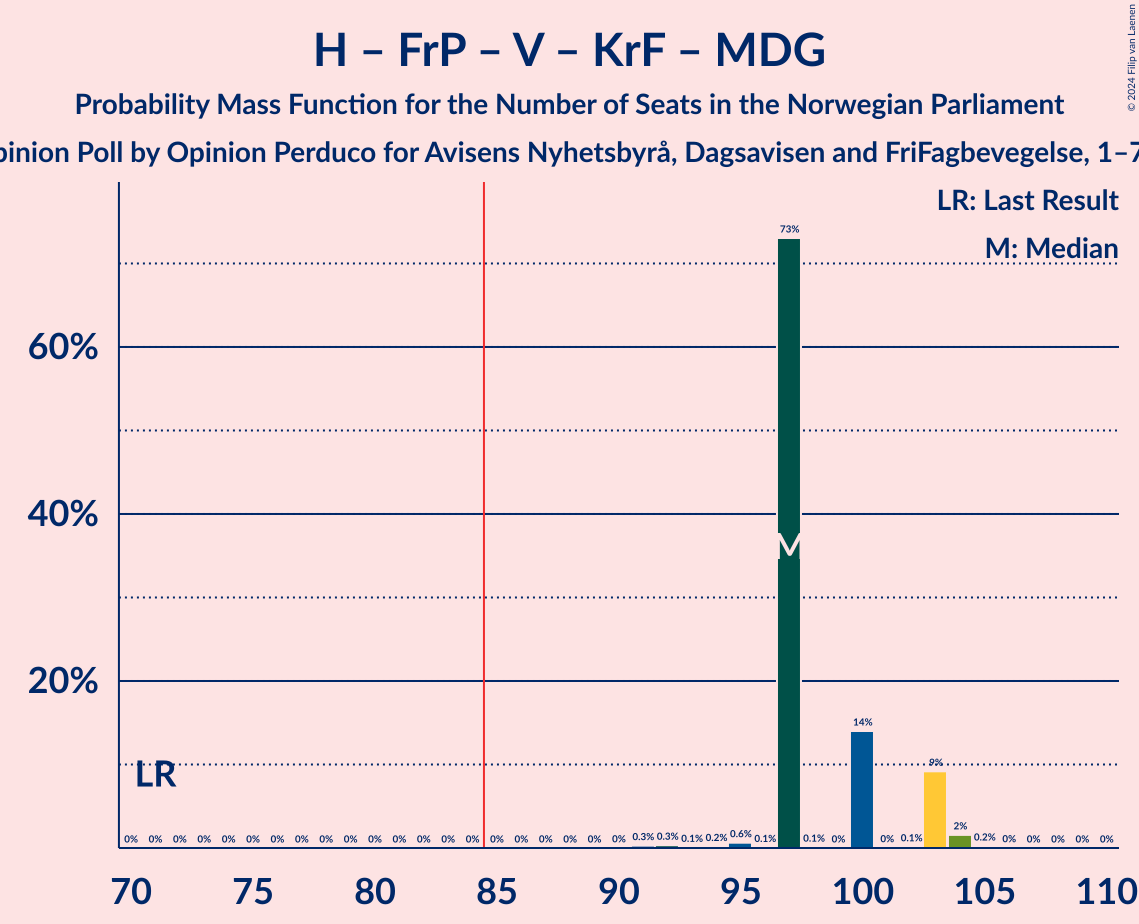 H – FrP – V – KrF – MDG
Probability Mass Function for the Number of Seats in the Norwegian Parliament
pinion Poll by Opinion Perduco for Avisens Nyhetsbyrå, Dagsavisen and FriFagbevegelse, 1–7
© 2024 Filip van Laenen
LR: Last Result
M: Median
73%
60%
40%
M
20%
14%
LR
9%
2%
0% 0% 0% 0% 0% 0% 0% 0% 0% 0% 0% 0% 0% 0% 0% 0% 0% 0% 0% 0% 0% 0.3% 0.3% 0.1% 0.2% 0.6% 0.1% 0.1% 0% 0% 0.1% 0.2% 0% 0% 0% 0% 0%
70 75 80 85 90 95 100 105 110